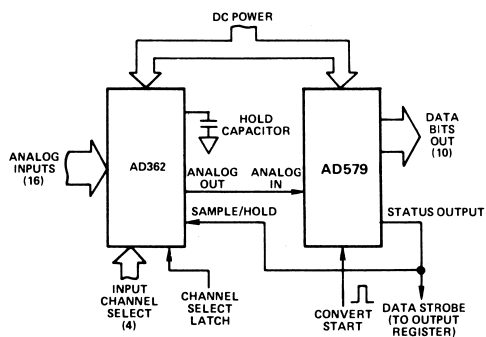 DC POWER
HOLD
CAPACITOR
DATA
BITS
OUT
(10)
ANALOG
INPUTS
(16)
AD362
AD579
ANALOG
OUT
ANALOG
IN
SAMPLE/HOLD
STATUS OUTPUT
INPUT
CHANNEL
SELECT
(4)
CHANNEL
SELECT
LATCH
CONVERT
START
DATA STROBE
(TO OUTPUT
REGISTER)